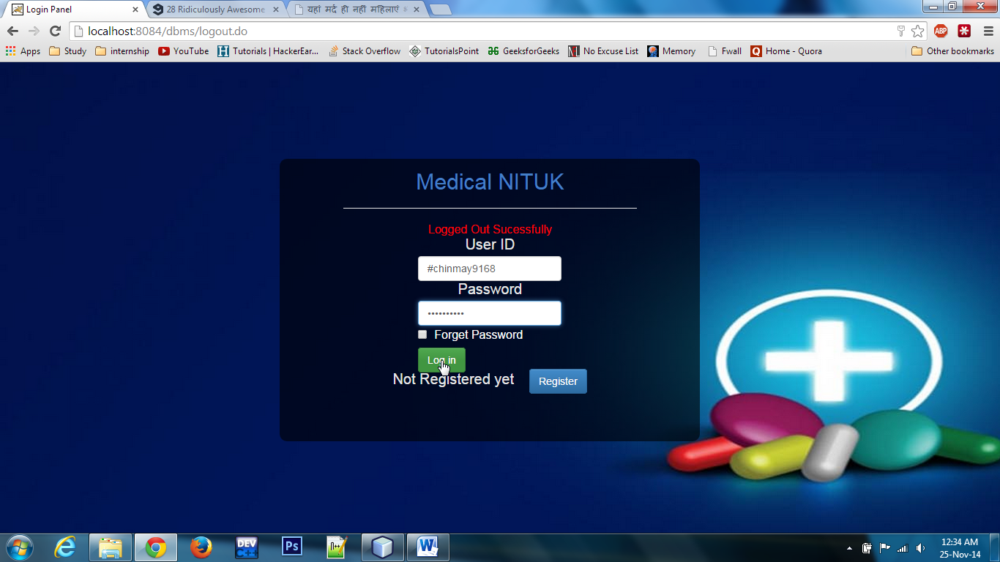 Login Panel
28 Ridiculously Awesome
यहां मर्द ही नहीं महिलाएं
localhost:8084/dbms/logout.do
ABP
Apps Study internship YouTube Tutorials | HackerEar... Stack Overflow TutorialsPoint GeeksforGeeks No Excuse List Memory Fwall Home - Quora Other bookmarks
Medical NITUK
Logged Out Sucessfully
User ID
#chinmay9168
Password
Forget Password
Log in
Not Registered yet Register
DEV
C++
Ps
12:34 AM
25-Nov-14